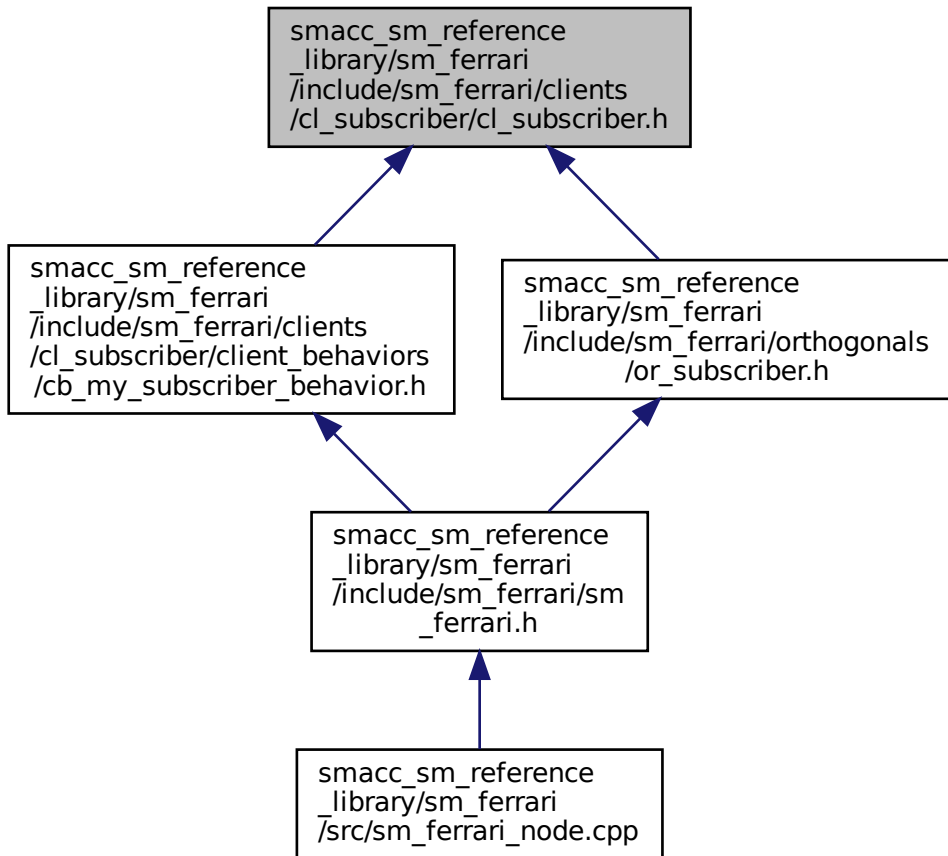 smacc_sm_reference
_library/sm_ferrari
/include/sm_ferrari/clients
/cl_subscriber/cl_subscriber.h
smacc_sm_reference
_library/sm_ferrari
/include/sm_ferrari/clients
/cl_subscriber/client_behaviors
/cb_my_subscriber_behavior.h
smacc_sm_reference
_library/sm_ferrari
/include/sm_ferrari/orthogonals
/or_subscriber.h
smacc_sm_reference
_library/sm_ferrari
/include/sm_ferrari/sm
_ferrari.h
smacc_sm_reference
_library/sm_ferrari
/src/sm_ferrari_node.cpp